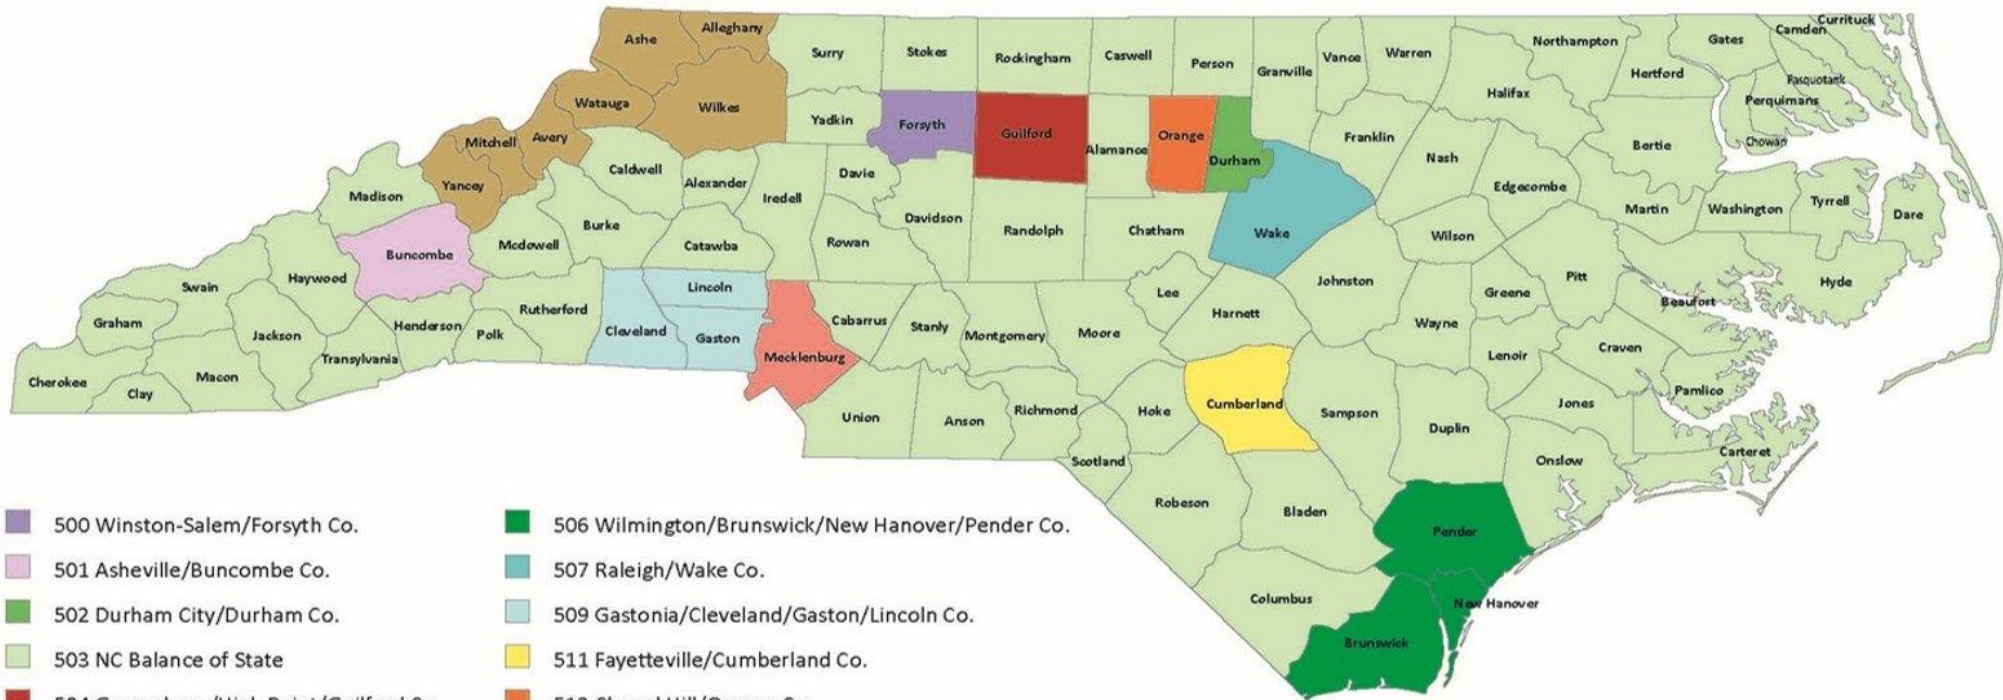 Ashe
Alleghany
Surry
Stokes
Rockingham
Caswell
Person
Granville
Vance
Warren
Northampton
Gates
Camden
Currituck
Hertford
Pasquotank
Perquimans
Chowan
Halifax
Watauga
Wilkes
Yadkin
Forsyth
Guilford
Alamance
Orange
Durham
Franklin
Nash
Edgecombe
Bertie
Mitchell
Avery
Yancey
Madison
Caldwell
Alexander
Iredell
Davie
Davidson
Randolph
Chatham
Wake
Wilson
Martin
Washington
Tyrrell
Dare
Buncombe
Mcdowell
Burke
Catawba
Rowan
Swain
Haywood
Rutherford
Lincoln
Lee
Johnston
Greene
Pitt
Beaufort
Hyde
Graham
Jackson
Henderson
Polk
Cleveland
Gaston
Mecklenburg
Cabarrus
Stanly
Montgomery
Moore
Harnett
Wayne
Lenoir
Craven
Transylvania
Cherokee
Clay
Macon
Union
Anson
Richmond
Hoke
Cumberland
Sampson
Duplin
Jones
Pamlico
Carteret
Onslow
Scotland
Robeson
Bladen
Pender
Columbus
New Hanover
Brunswick
500 Winston-Salem/Forsyth Co.
501 Asheville/Buncombe Co.
502 Durham City/Durham Co.
503 NC Balance of State
506 Wilmington/Brunswick/New Hanover/Pender Co.
507 Raleigh/Wake Co.
509 Gastonia/Cleveland/Gaston/Lincoln Co.
511 Fayetteville/Cumberland Co.